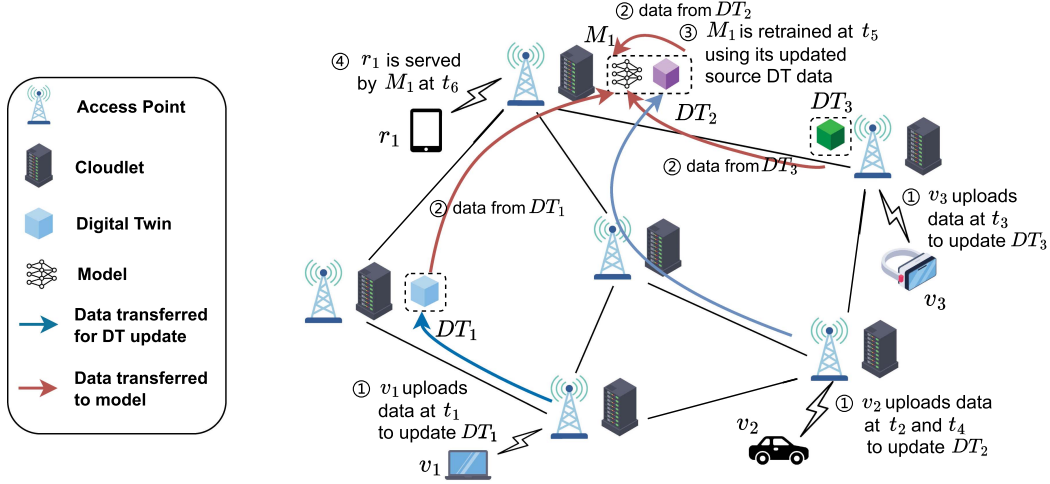 Access Point
Cloudlet
Digital Twin
Model
Data transferred
for DT update
Data transferred
to model
② data from DT₂
M₁
③ M₁ is retrained at t₅
using its updated
source DT data
④ r₁ is served
by M₁ at t₆
r₁
DT₂
DT₃
② data from DT₃
① v₃ uploads
data at t₃
to update DT₃
v₃
② data from DT₁
DT₁
① v₁ uploads
data at t₁
to update DT₁
v₁
v₂
① v₂ uploads data
at t₂ and t₄
to update DT₂